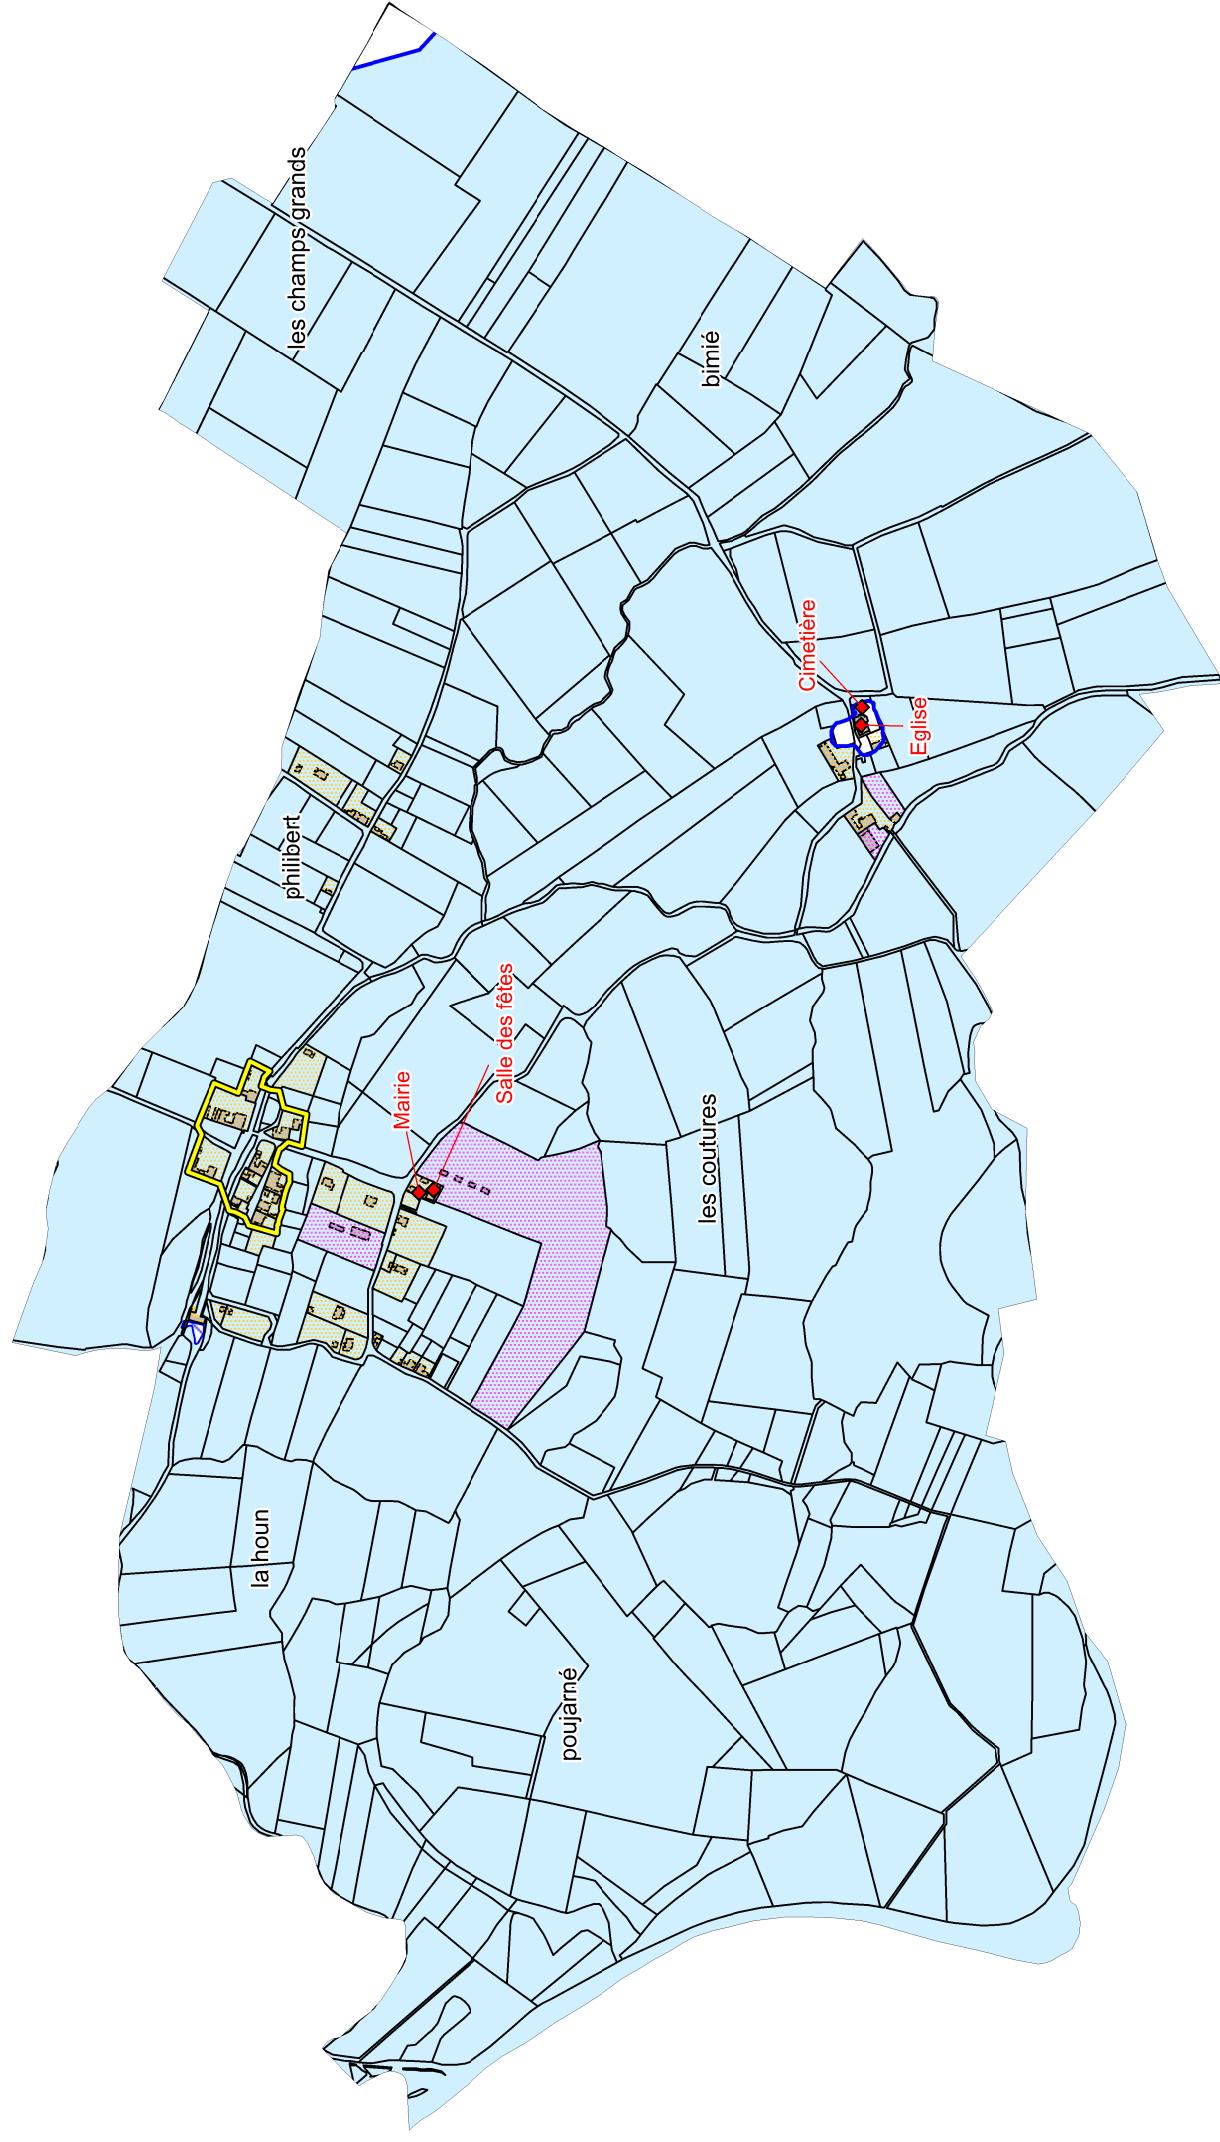 les champs grands
bimié
Cimetière
Eglise
philibert
Salle des fêtes
Mairie
les coutures
la houn
poujarné